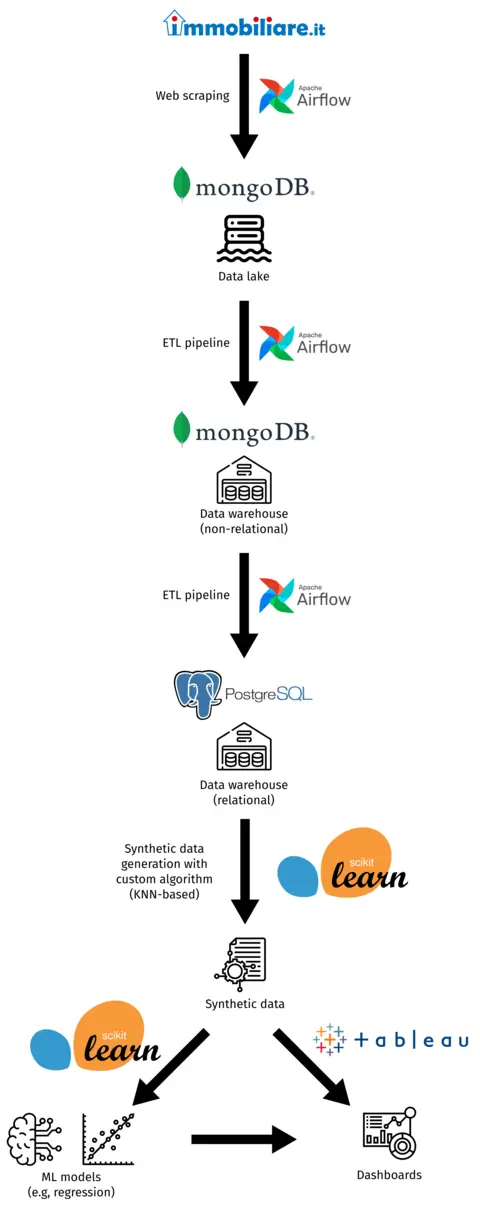 immobiliare.it
Web scraping
Apache
Airflow
mongoDB®
Data lake
ETL pipeline
Apache
Airflow
mongoDB®
Data warehouse
(non-relational)
ETL pipeline
Apache
Airflow
PostgreSQL
Data warehouse
(relational)
Synthetic data
generation with
custom algorithm
(KNN-based)
scikit
learn
Synthetic data
scikit
learn
+ableau
ML models
(e.g, regression)
Dashboards